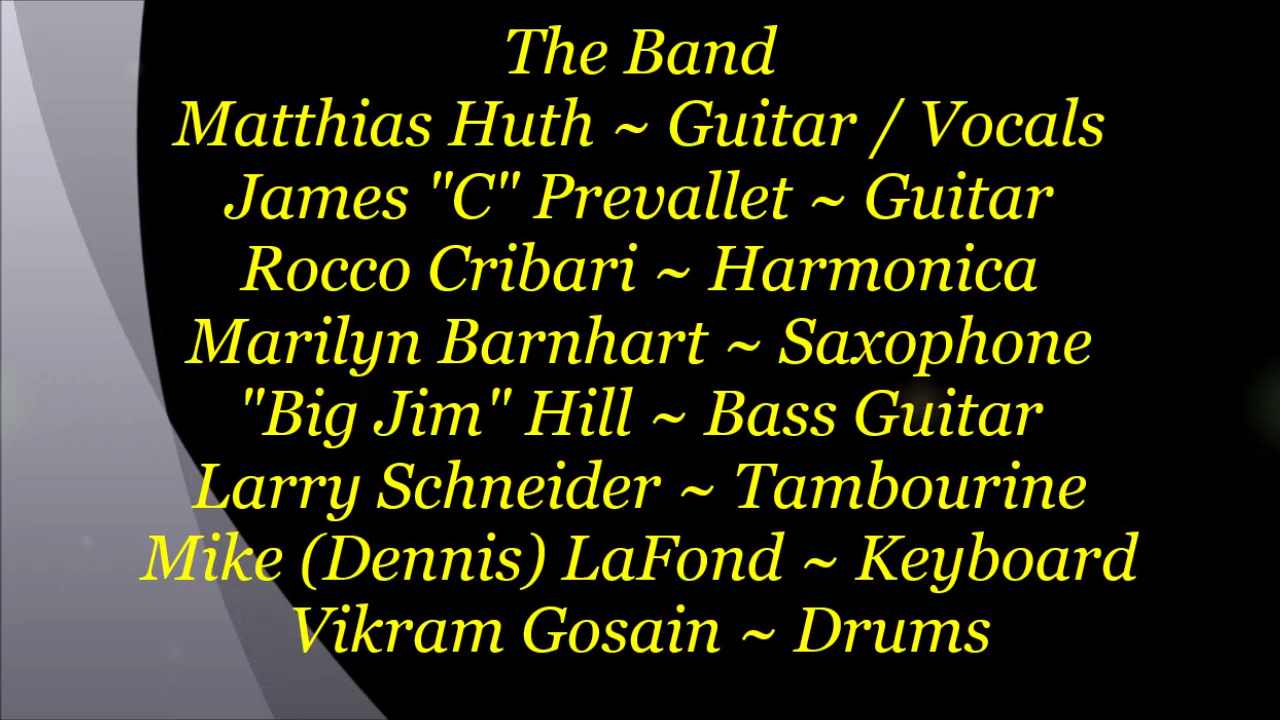 The Band
Matthias Huth ~ Guitar / Vocals
James "C" Prevallet ~ Guitar
Rocco Cribari ~ Harmonica
Marilyn Barnhart ~ Saxophone
"Big Jim" Hill ~ Bass Guitar
Larry Schneider ~ Tambourine
Mike (Dennis) LaFond ~ Keyboard
Vikram Gosain ~ Drums